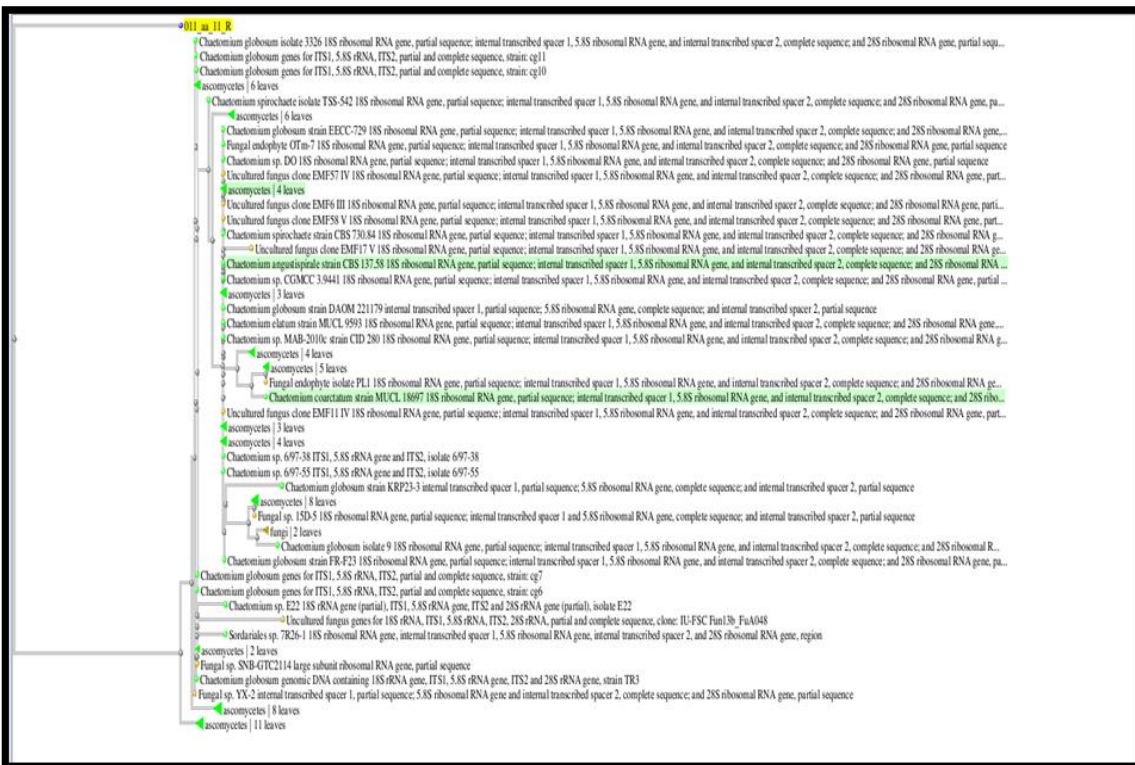 011_aa_11_R
Chaetomium globosum isolate 3326 18S ribosomal RNA gene, partial sequence; internal transcribed spacer 1, 5.8S ribosomal RNA gene, and internal transcribed spacer 2, complete sequence; and 28S ribosomal RNA gene, partial sequ...
Chaetomium globosum genes for ITS1, 5.8S rRNA, ITS2, partial and complete sequence, strain: cg11
Chaetomium globosum genes for ITS1, 5.8S rRNA, ITS2, partial and complete sequence, strain: cg10
ascomycetes | 6 leaves
Chaetomium spirochaete isolate TSS-542 18S ribosomal RNA gene, partial sequence; internal transcribed spacer 1, 5.8S ribosomal RNA gene, and internal transcribed spacer 2, complete sequence; and 28S ribosomal RNA gene, pa...
ascomycetes | 6 leaves
Chaetomium globosum strain EECC-729 18S ribosomal RNA gene, partial sequence; internal transcribed spacer 1, 5.8S ribosomal RNA gene, and internal transcribed spacer 2, complete sequence; and 28S ribosomal RNA gene,...
Fungal endophyte OTm-7 18S ribosomal RNA gene, partial sequence; internal transcribed spacer 1, 5.8S ribosomal RNA gene, and internal transcribed spacer 2, complete sequence; and 28S ribosomal RNA gene, partial sequence
Chaetomium sp. DO 18S ribosomal RNA gene, partial sequence; internal transcribed spacer 1, 5.8S ribosomal RNA gene, and internal transcribed spacer 2, complete sequence; and 28S ribosomal RNA gene, partial sequence
Uncultured fungus clone EMF57 IV 18S ribosomal RNA gene, partial sequence; internal transcribed spacer 1, 5.8S ribosomal RNA gene, and internal transcribed spacer 2, complete sequence; and 28S ribosomal RNA gene, part...
ascomycetes | 4 leaves
Uncultured fungus clone EMF6 III 18S ribosomal RNA gene, partial sequence; internal transcribed spacer 1, 5.8S ribosomal RNA gene, and internal transcribed spacer 2, complete sequence; and 28S ribosomal RNA gene, parti...
Uncultured fungus clone EMF58 V 18S ribosomal RNA gene, partial sequence; internal transcribed spacer 1, 5.8S ribosomal RNA gene, and internal transcribed spacer 2, complete sequence; and 28S ribosomal RNA gene, part...
Chaetomium spirochaete strain CBS 730.84 18S ribosomal RNA gene, partial sequence; internal transcribed spacer 1, 5.8S ribosomal RNA gene, and internal transcribed spacer 2, complete sequence; and 28S ribosomal RNA g...
Uncultured fungus clone EMF17 V 18S ribosomal RNA gene, partial sequence; internal transcribed spacer 1, 5.8S ribosomal RNA gene, and internal transcribed spacer 2, complete sequence; and 28S ribosomal RNA ge...
Chaetomium angustispirale strain CBS 137.58 18S ribosomal RNA gene, partial sequence; internal transcribed spacer 1, 5.8S ribosomal RNA gene, and internal transcribed spacer 2, complete sequence; and 28S ribosomal RNA ...
Chaetomium sp. CGMCC 3.9441 18S ribosomal RNA gene, partial sequence; internal transcribed spacer 1, 5.8S ribosomal RNA gene, and internal transcribed spacer 2, complete sequence; and 28S ribosomal RNA gene, partial ...
ascomycetes | 3 leaves
Chaetomium globosum strain DAOM 221179 internal transcribed spacer 1, partial sequence; 5.8S ribosomal RNA gene, complete sequence; and internal transcribed spacer 2, partial sequence
Chaetomium elatum strain MUCL 9593 18S ribosomal RNA gene, partial sequence; internal transcribed spacer 1, 5.8S ribosomal RNA gene, and internal transcribed spacer 2, complete sequence; and 28S ribosomal RNA gene,...
Chaetomium sp. MAB-2010c strain CID 280 18S ribosomal RNA gene, partial sequence; internal transcribed spacer 1, 5.8S ribosomal RNA gene, and internal transcribed spacer 2, complete sequence; and 28S ribosomal RNA g...
ascomycetes | 4 leaves
ascomycetes | 5 leaves
Fungal endophyte isolate PL1 18S ribosomal RNA gene, partial sequence; internal transcribed spacer 1, 5.8S ribosomal RNA gene, and internal transcribed spacer 2, complete sequence; and 28S ribosomal RNA ge...
Chaetomium coarctatum strain MUCL 18697 18S ribosomal RNA gene, partial sequence; internal transcribed spacer 1, 5.8S ribosomal RNA gene, and internal transcribed spacer 2, complete sequence; and 28S ribo...
Uncultured fungus clone EMF11 IV 18S ribosomal RNA gene, partial sequence; internal transcribed spacer 1, 5.8S ribosomal RNA gene, and internal transcribed spacer 2, complete sequence; and 28S ribosomal RNA gene, part...
ascomycetes | 3 leaves
ascomycetes | 4 leaves
Chaetomium sp. 6/97-38 ITS1, 5.8S rRNA gene and ITS2, isolate 6/97-38
Chaetomium sp. 6/97-55 ITS1, 5.8S rRNA gene and ITS2, isolate 6/97-55
Chaetomium globosum strain KRP23-3 internal transcribed spacer 1, partial sequence; 5.8S ribosomal RNA gene, complete sequence; and internal transcribed spacer 2, partial sequence
ascomycetes | 8 leaves
Fungal sp. 15D-5 18S ribosomal RNA gene, partial sequence; internal transcribed spacer 1 and 5.8S ribosomal RNA gene, complete sequence; and internal transcribed spacer 2, partial sequence
fungi | 2 leaves
Chaetomium globosum isolate 9 18S ribosomal RNA gene, partial sequence; internal transcribed spacer 1, 5.8S ribosomal RNA gene, and internal transcribed spacer 2, complete sequence; and 28S ribosomal R...
Chaetomium globosum strain FR-F23 18S ribosomal RNA gene, partial sequence; internal transcribed spacer 1, 5.8S ribosomal RNA gene, and internal transcribed spacer 2, complete sequence; and 28S ribosomal RNA gene, pa...
Chaetomium globosum genes for ITS1, 5.8S rRNA, ITS2, partial and complete sequence, strain: cg7
Chaetomium globosum genes for ITS1, 5.8S rRNA, ITS2, partial and complete sequence, strain: cg6
Chaetomium sp. E22 18S rRNA gene (partial), ITS1, 5.8S rRNA gene, ITS2 and 28S rRNA gene (partial), isolate E22
Uncultured fungus genes for 18S rRNA, ITS1, 5.8S rRNA, ITS2, 28S rRNA, partial and complete sequence, clone: IU-FSC Fun13b_FuA048
Sordariales sp. 7R26-1 18S ribosomal RNA gene, internal transcribed spacer 1, 5.8S ribosomal RNA gene, internal transcribed spacer 2, and 28S ribosomal RNA gene, region
ascomycetes | 2 leaves
Fungal sp. SNB-GTC2114 large subunit ribosomal RNA gene, partial sequence
Chaetomium globosum genomic DNA containing 18S rRNA gene, ITS1, 5.8S rRNA gene, ITS2 and 28S rRNA gene, strain TR3
Fungal sp. YX-2 internal transcribed spacer 1, partial sequence; 5.8S ribosomal RNA gene and internal transcribed spacer 2, complete sequence; and 28S ribosomal RNA gene, partial sequence
ascomycetes | 8 leaves
ascomycetes | 11 leaves